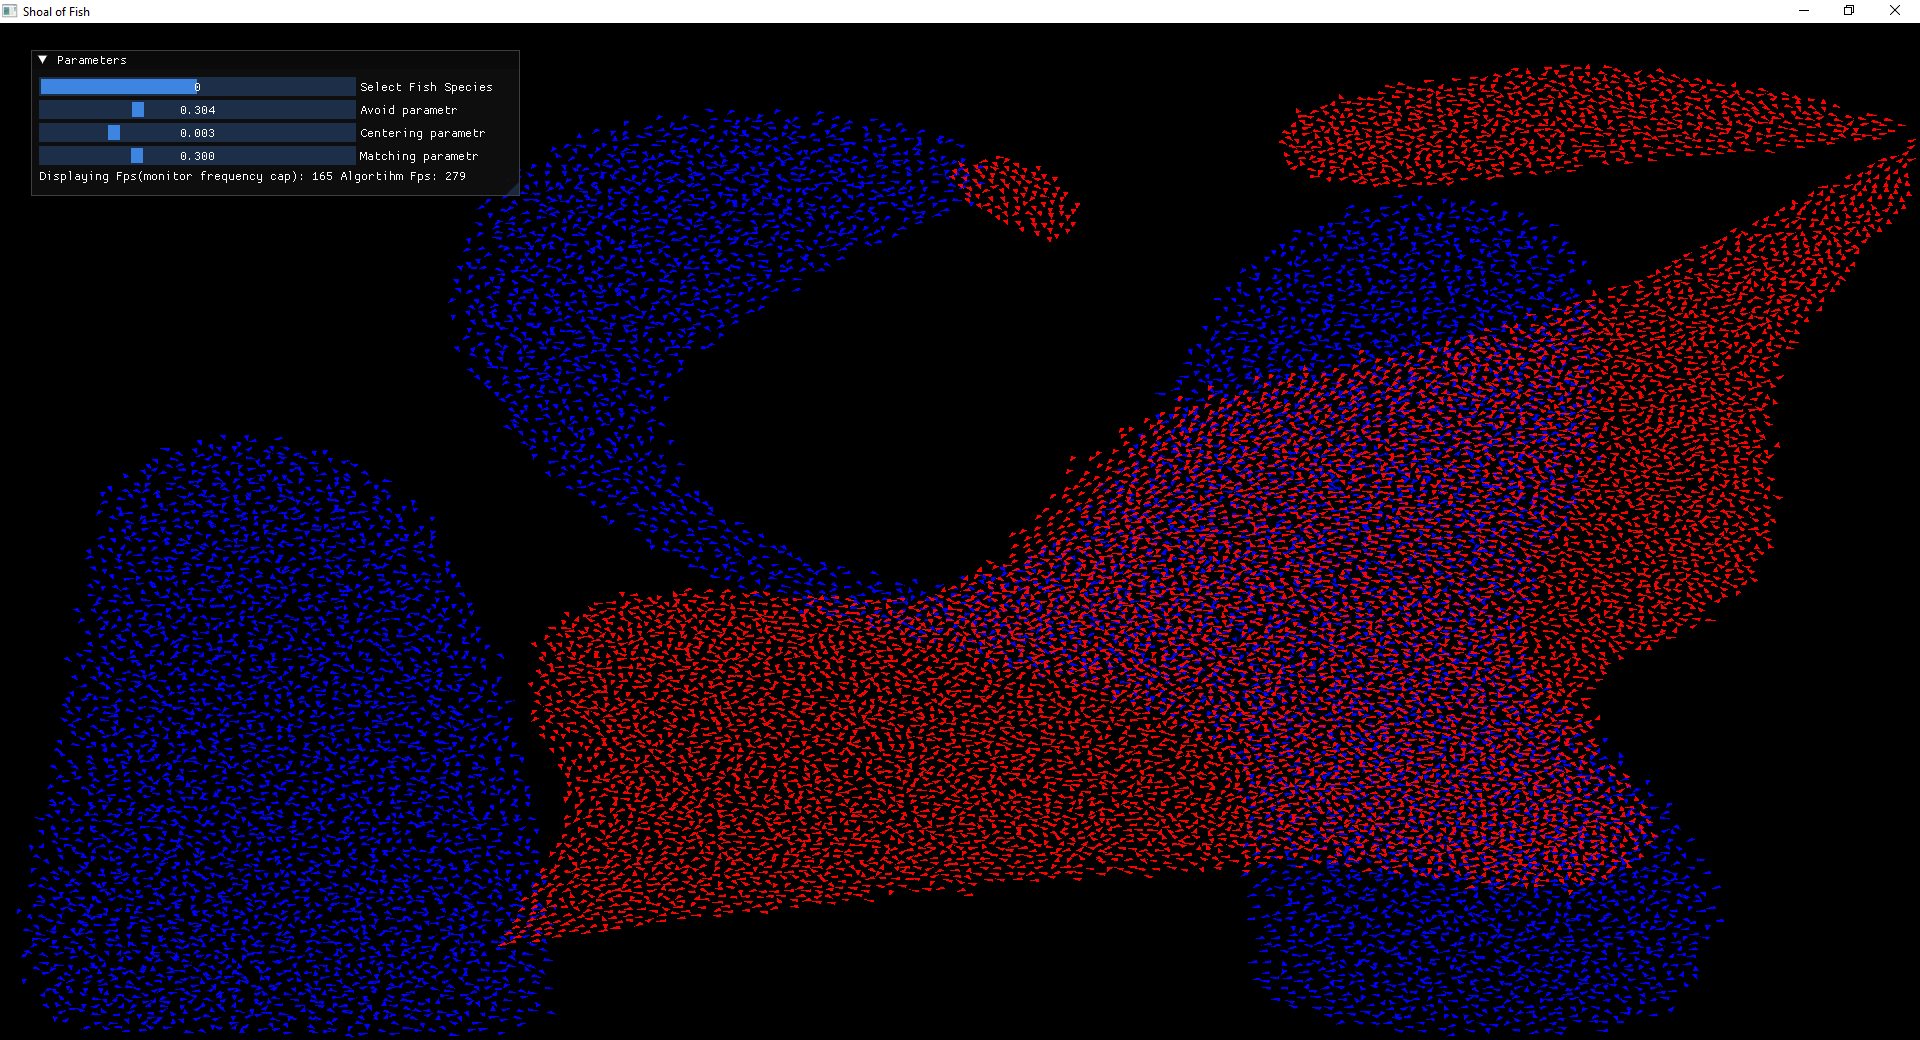 Shoal of Fish
Parameters
0 Select Fish Species
0.304 Avoid parametr
0.003 Centering parametr
0.300 Matching parametr
Displaying Fps(monitor frequency cap): 165 Algortihm Fps: 279